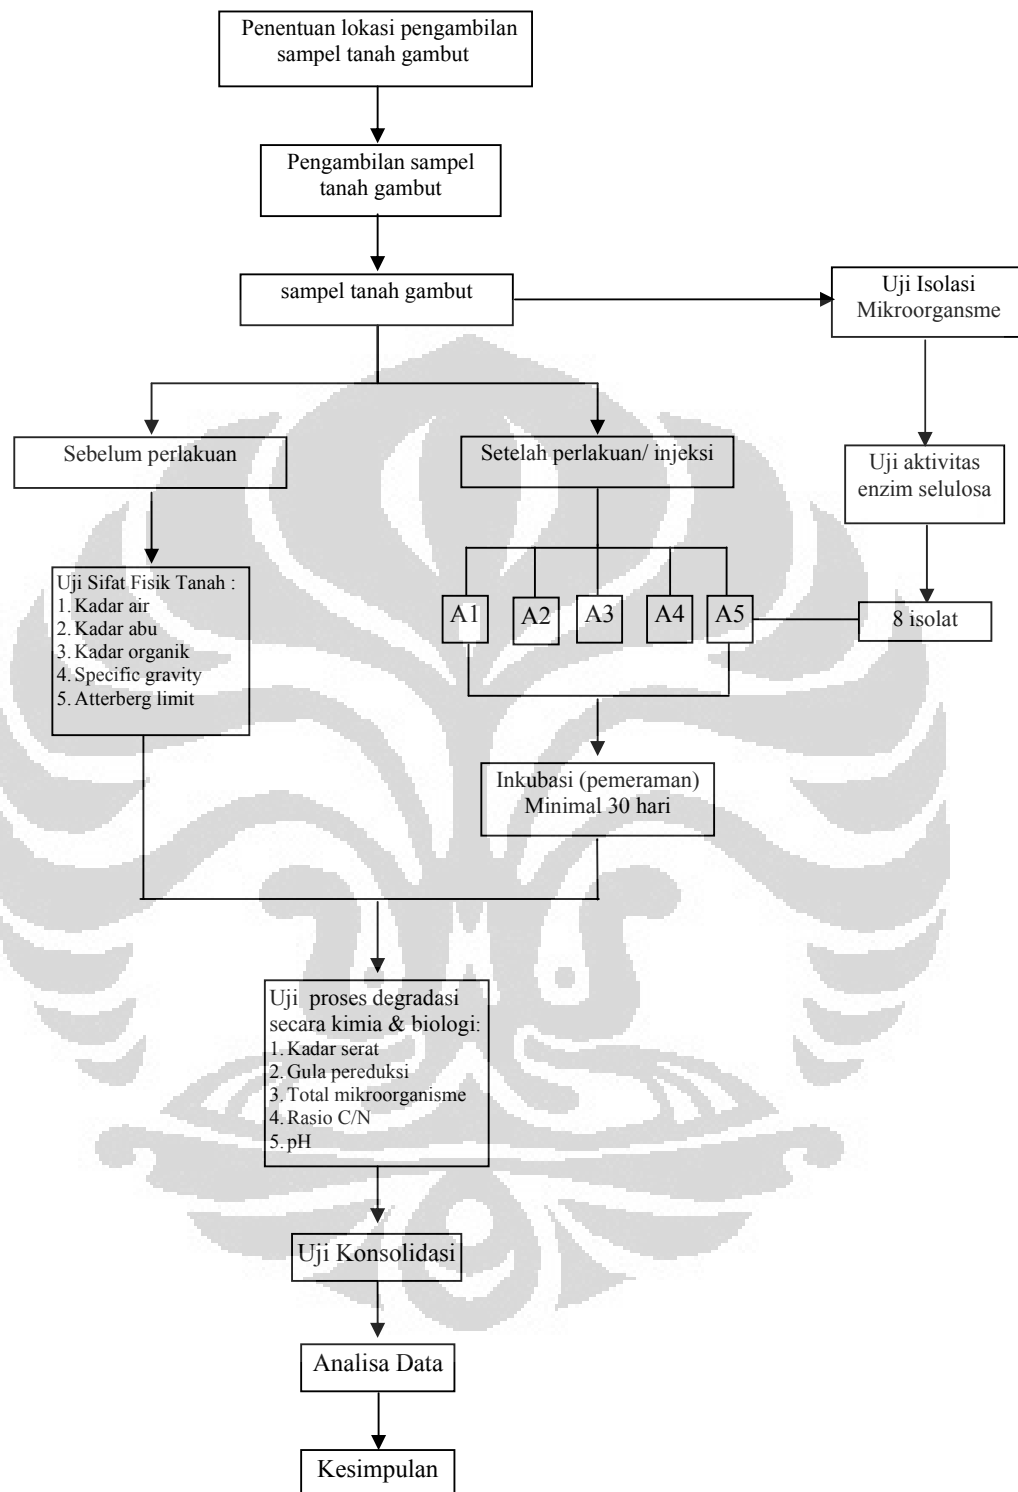 Penentuan lokasi pengambilan
sampel tanah gambut
Pengambilan sampel
tanah gambut
sampel tanah gambut
Uji Isolasi
Mikroorgansme
Sebelum perlakuan
Setelah perlakuan/ injeksi
Uji aktivitas
enzim selulosa
Uji Sifat Fisik Tanah :
1. Kadar air
2. Kadar abu
3. Kadar organik
4. Specific gravity
5. Atterberg limit
A1
A2
A3
A4
A5
8 isolat
Inkubasi (pemeraman)
Minimal 30 hari
Uji proses degradasi
secara kimia & biologi:
1. Kadar serat
2. Gula pereduksi
3. Total mikroorganisme
4. Rasio C/N
5. pH
Uji Konsolidasi
Analisa Data
Kesimpulan